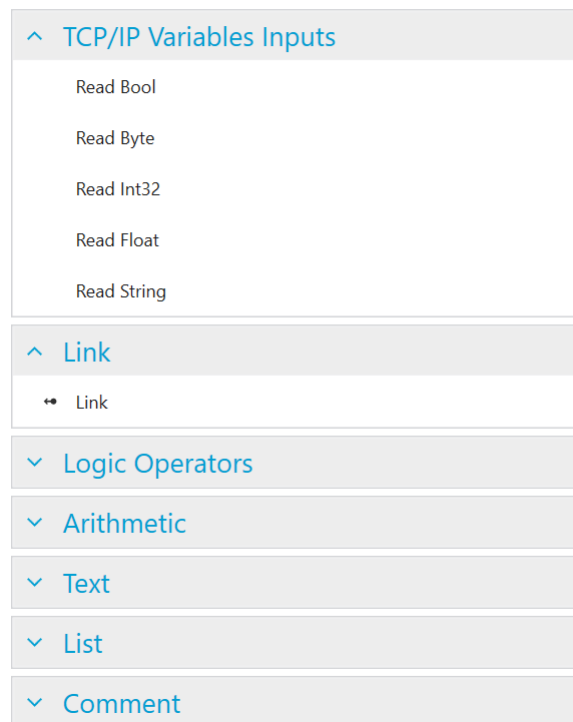 TCP/IP Variables Inputs
Read Bool
Read Byte
Read Int32
Read Float
Read String
Link
Link
Logic Operators
Arithmetic
Text
List
Comment